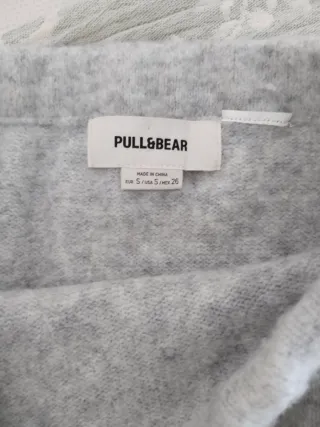 PULL&BEAR
MADE IN CHINA
EUR S / USA S / MEX 26